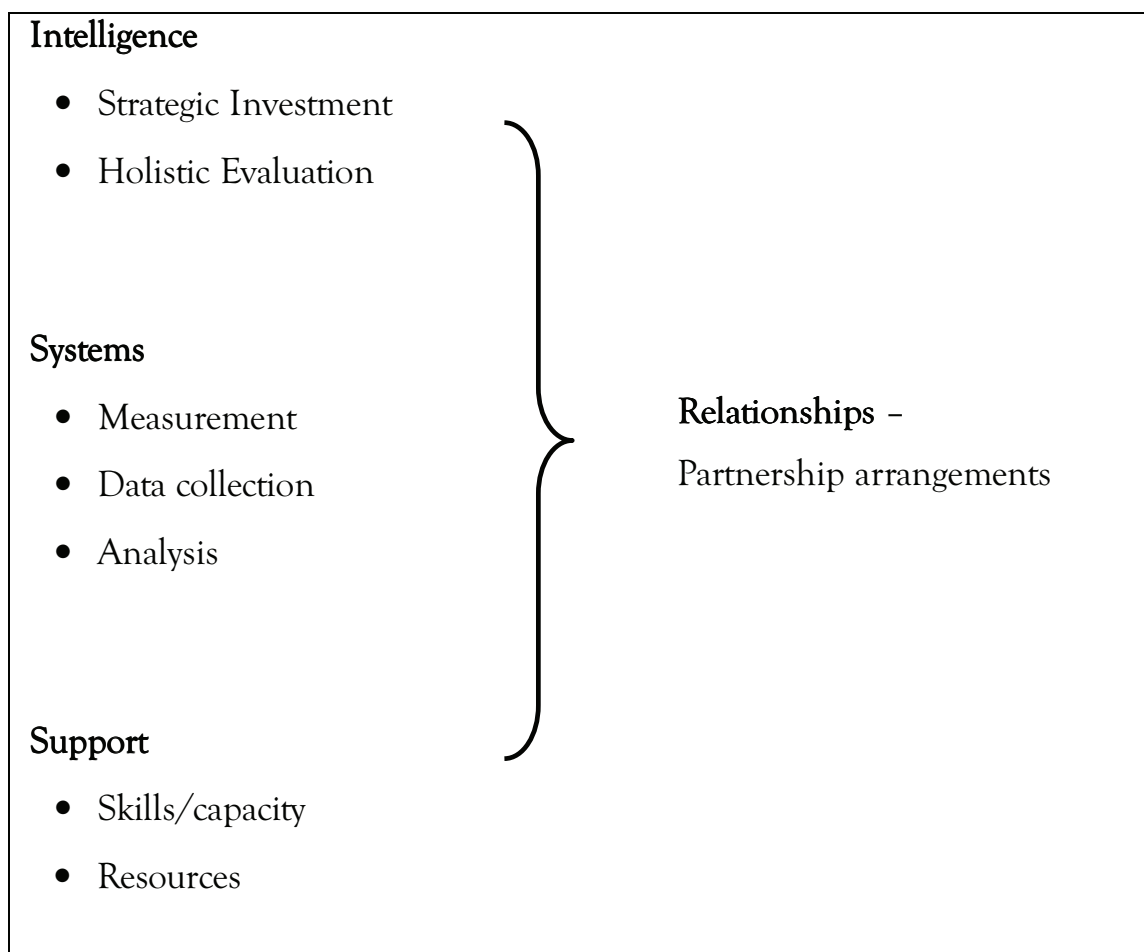 Intelligence
• Strategic Investment
• Holistic Evaluation
Systems
• Measurement
• Data collection
• Analysis
Relationships –
Partnership arrangements
Support
• Skills/capacity
• Resources